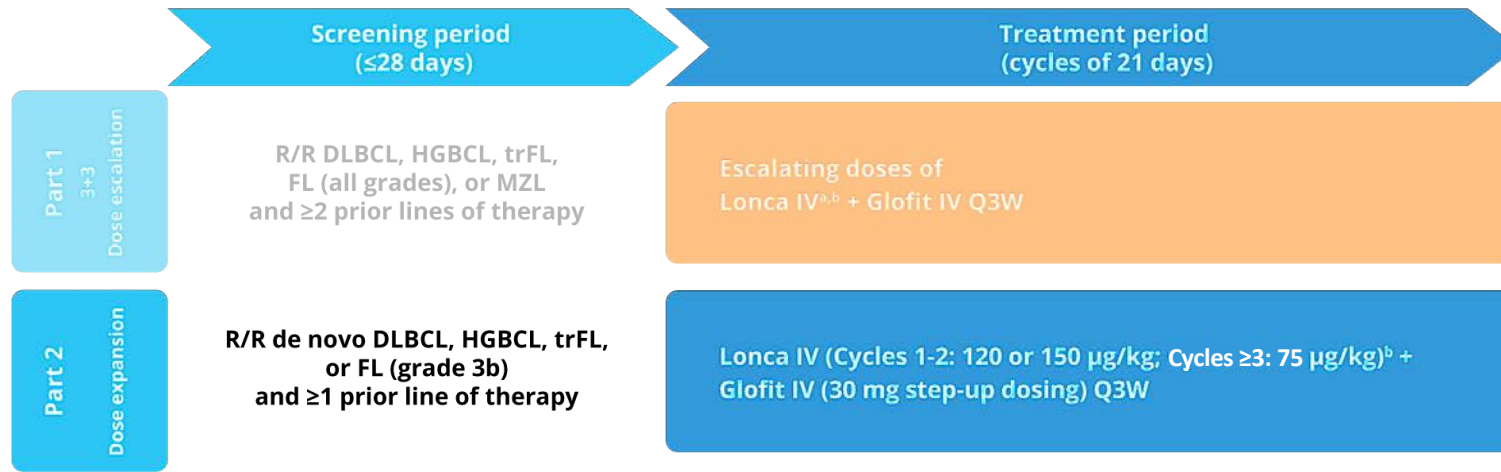 Screening period
(≤28 days)
Treatment period
(cycles of 21 days)
Part 1
3+3
Dose escalation
R/R DLBCL, HGBCL, trFL,
FL (all grades), or MZL
and ≥2 prior lines of therapy
Escalating doses of
Lonca IVᵃ,ᵇ + Glofit IV Q3W
Part 2
Dose expansion
R/R de novo DLBCL, HGBCL, trFL,
or FL (grade 3b)
and ≥1 prior line of therapy
Lonca IV (Cycles 1-2: 120 or 150 µg/kg; Cycles ≥3: 75 µg/kg)ᵇ +
Glofit IV (30 mg step-up dosing) Q3W